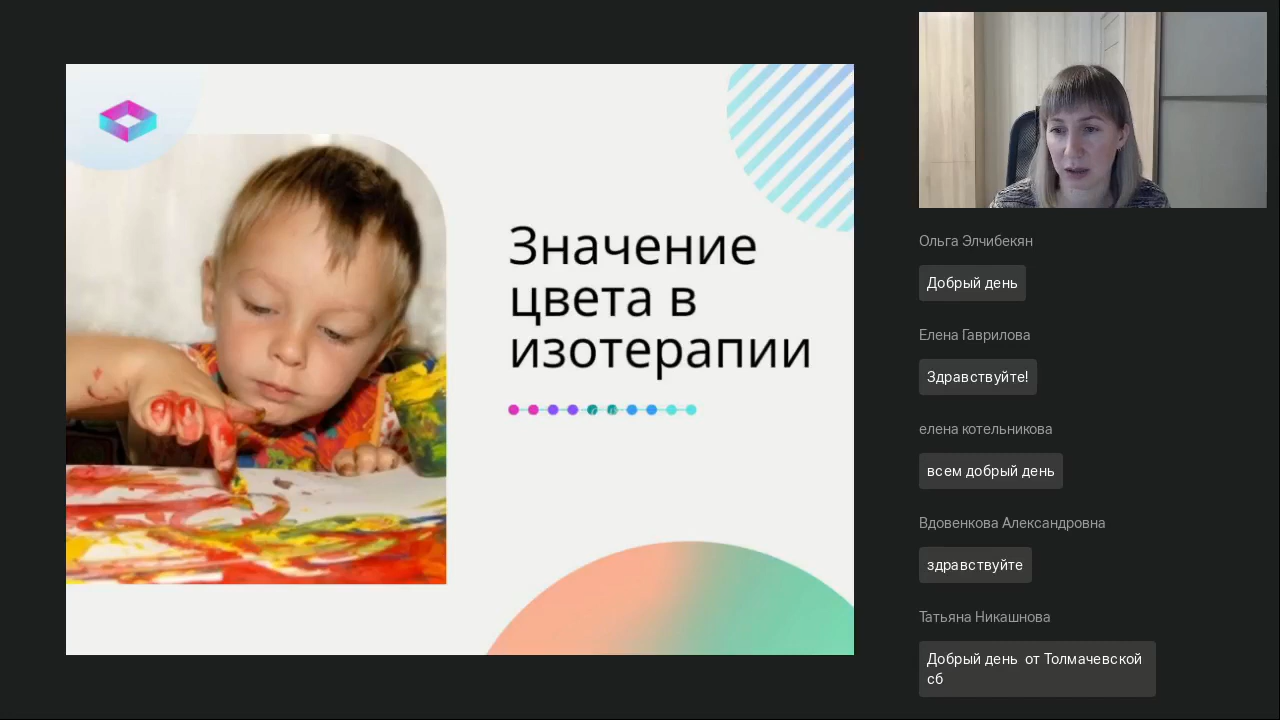 Значение
цвета в
изотерапии
Ольга Элчибекян
Добрый день
Елена Гаврилова
Здравствуйте!
елена котельникова
всем добрый день
Вдовенкова Александровна
здравствуйте
Татьяна Никашнова
Добрый день от Толмачевской
сб